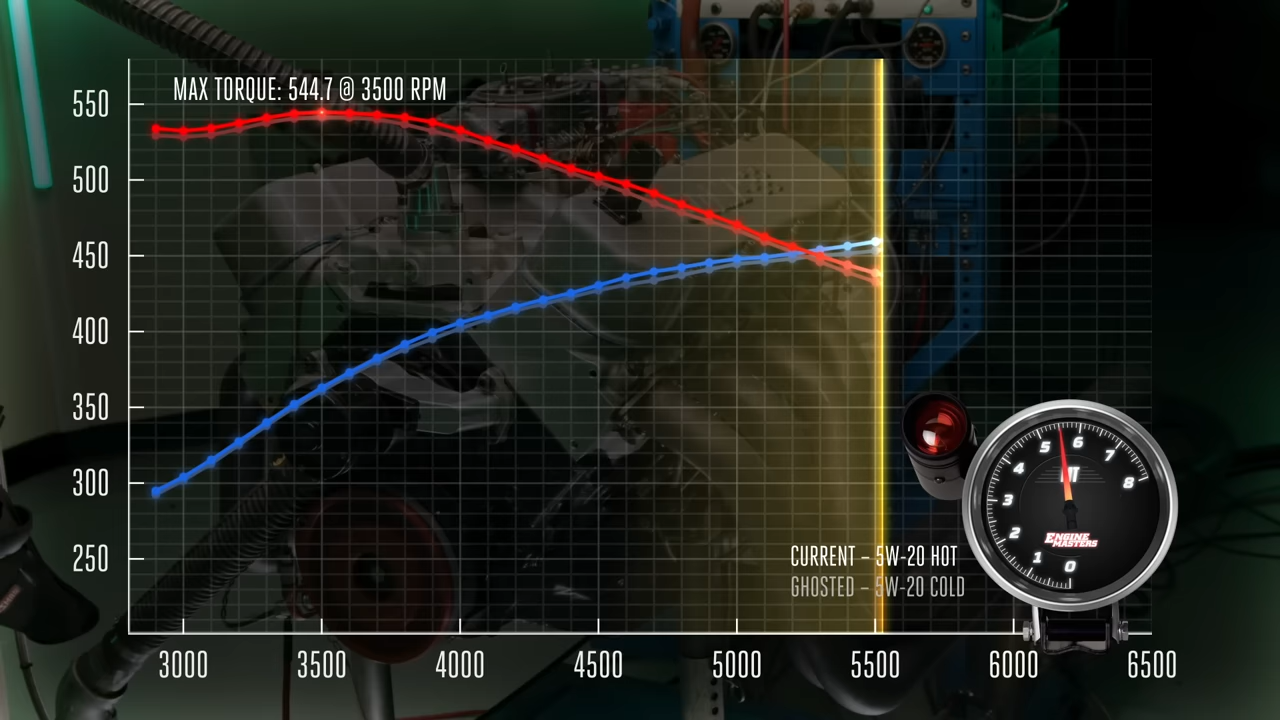 MAX TORQUE: 544.7 @ 3500 RPM
550
500
450
400
350
300
250
CURRENT – 5W-20 HOT
GHOSTED – 5W-20 COLD
3000 3500 4000 4500 5000 5500 6000 6500
0
1
2
3
4
5
6
7
8
ENGINE
MASTERS